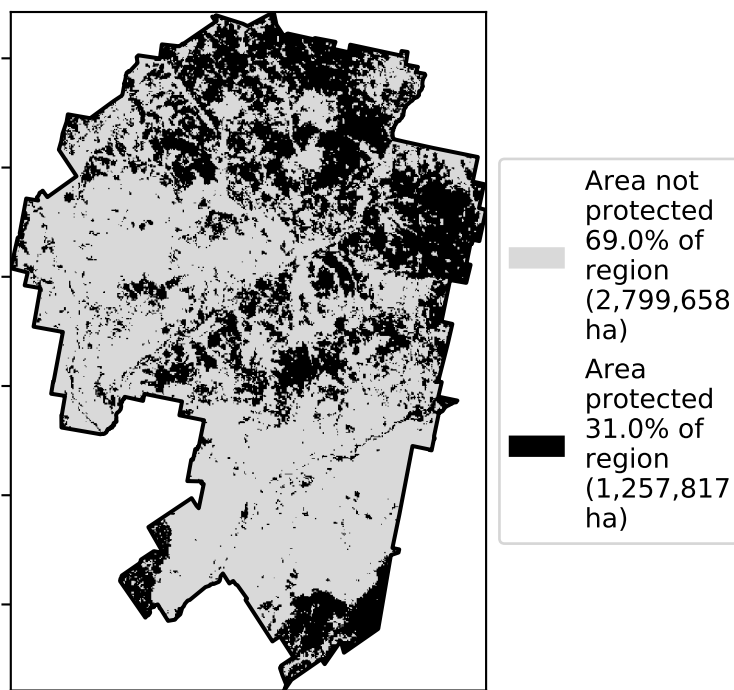 Area not
protected
69.0% of
region
(2,799,658
ha)
Area
protected
31.0% of
region
(1,257,817
ha)